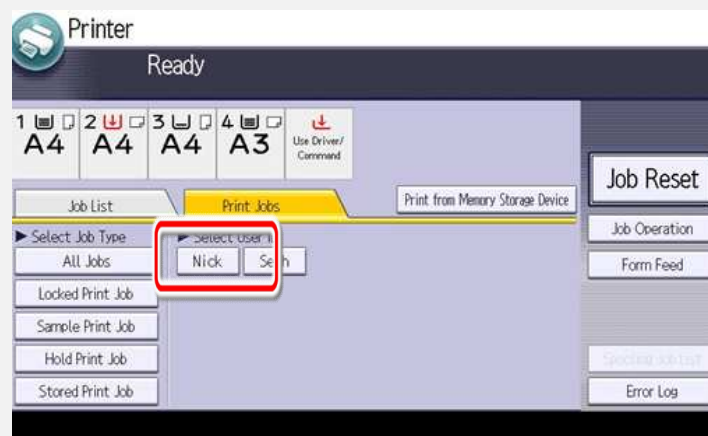 Printer
Ready
1 2 3 4
A4 A4 A4 A3
Use Driver/
Command
Job List
Print Jobs
Print from Memory Storage Device
Job Reset
Job Operation
Form Feed
Error Log
► Select Job Type
All Jobs
Locked Print Job
Sample Print Job
Hold Print Job
Stored Print Job
► Select User
Nick